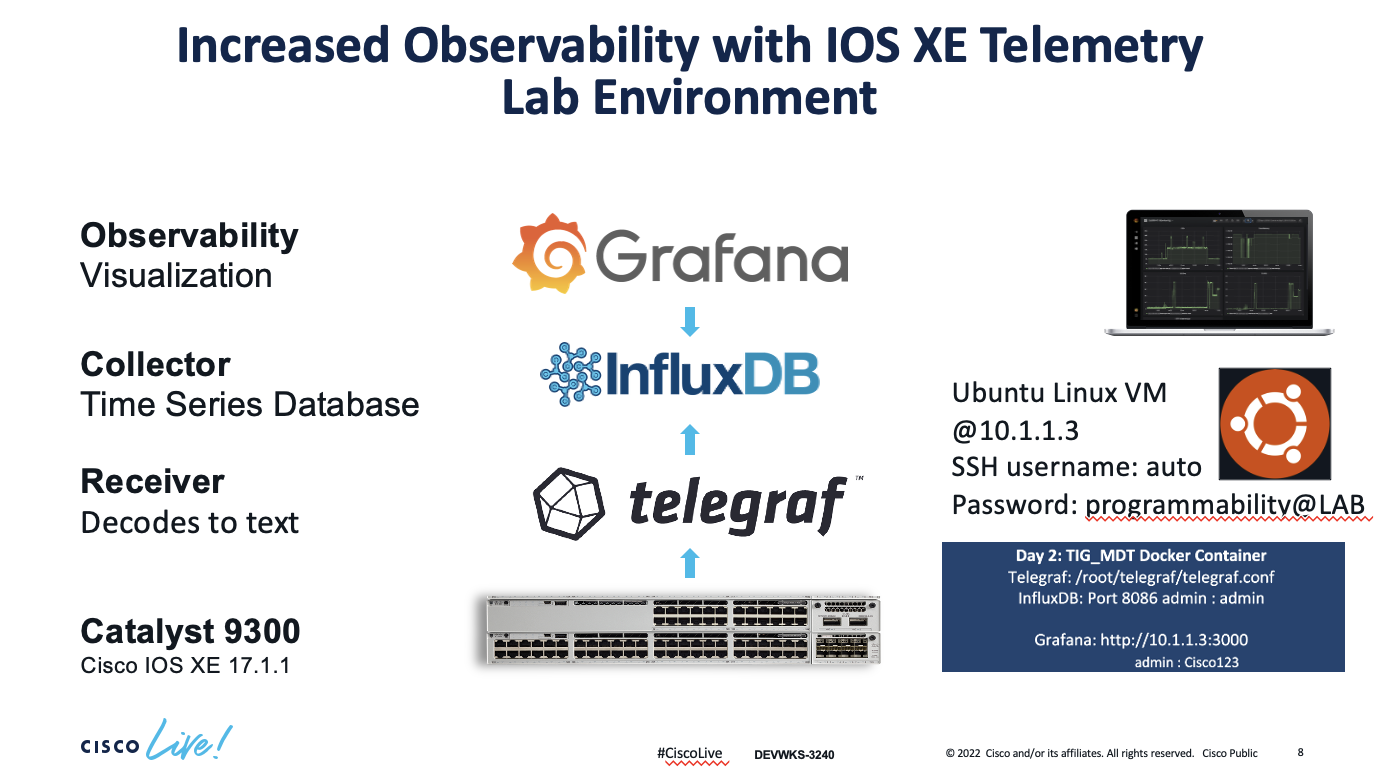 Increased Observability with IOS XE Telemetry
Lab Environment
Observability
Visualization
Grafana
Collector
Time Series Database
InfluxDB
Ubuntu Linux VM
@10.1.1.3
SSH username: auto
Password: programmability@LAB
Receiver
Decodes to text
telegraf™
Day 2: TIG_MDT Docker Container
Telegraf: /root/telegraf/telegraf.conf
InfluxDB: Port 8086 admin : admin
Grafana: http://10.1.1.3:3000
admin : Cisco123
Catalyst 9300
Cisco IOS XE 17.1.1
CISCO Live!
#CiscoLive
DEVWKS-3240
© 2022 Cisco and/or its affiliates. All rights reserved. Cisco Public
8